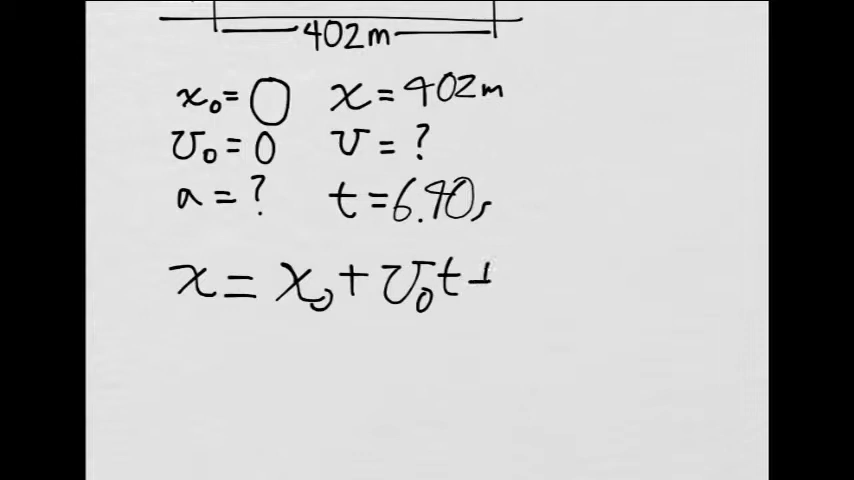 402m
x₀=0 x=402m
v₀=0 v=?
a=? t=6.40s
x=x₀+v₀t+